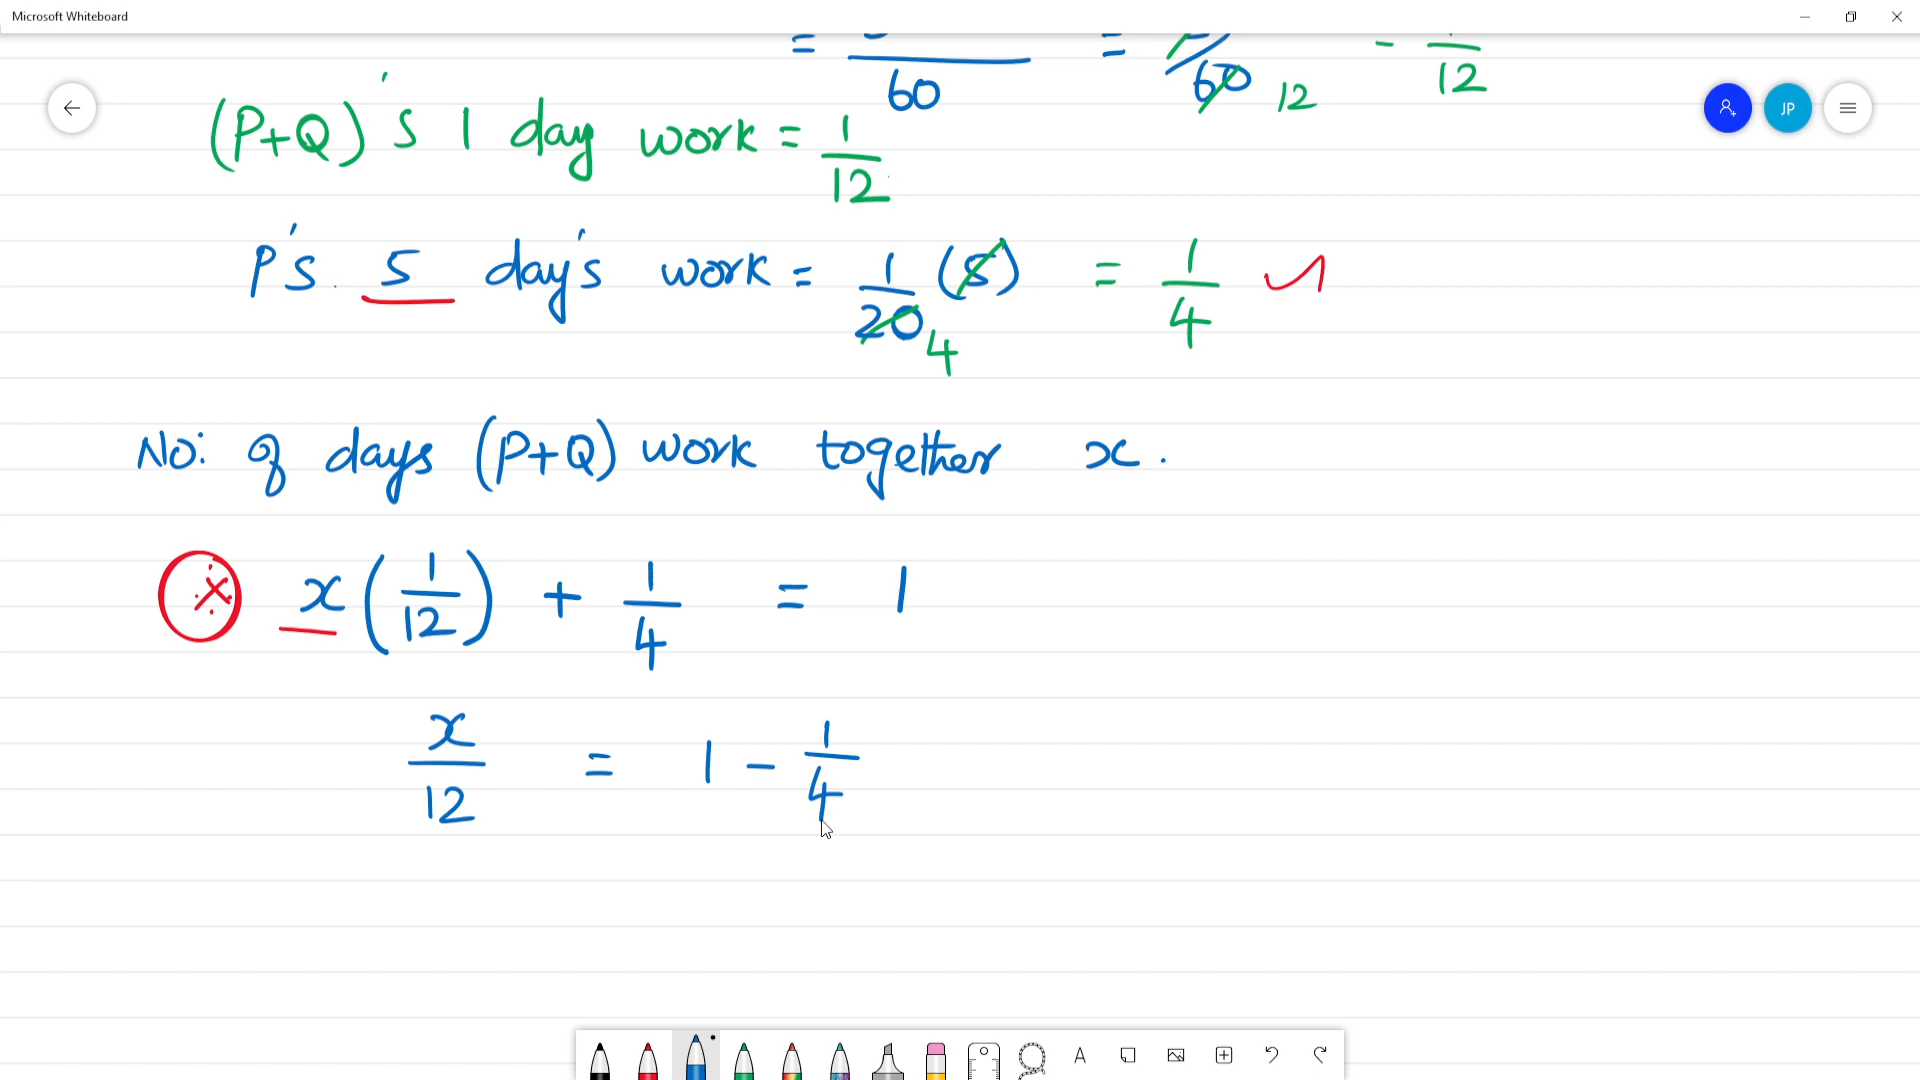 Microsoft Whiteboard
= /60 = /60 12 - /12
(P+Q)'s 1 day work = 1/12
JP
P's 5 day's work = 1/20 (5) 4 = 1/4
No: of days (P+Q) work together x.
x x(1/12) + 1/4 = 1
x/12 = 1 - 1/4
A